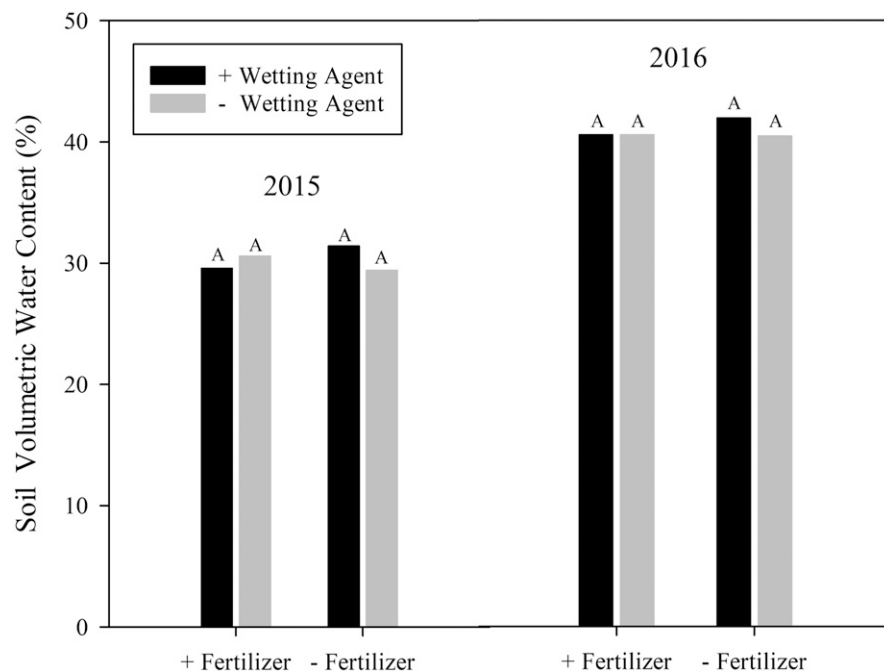 50
40
30
20
10
0
Soil Volumetric Water Content (%)
+ Wetting Agent
- Wetting Agent
2015
2016
A
A
A
A
A
A
A
A
+ Fertilizer
- Fertilizer
+ Fertilizer
- Fertilizer